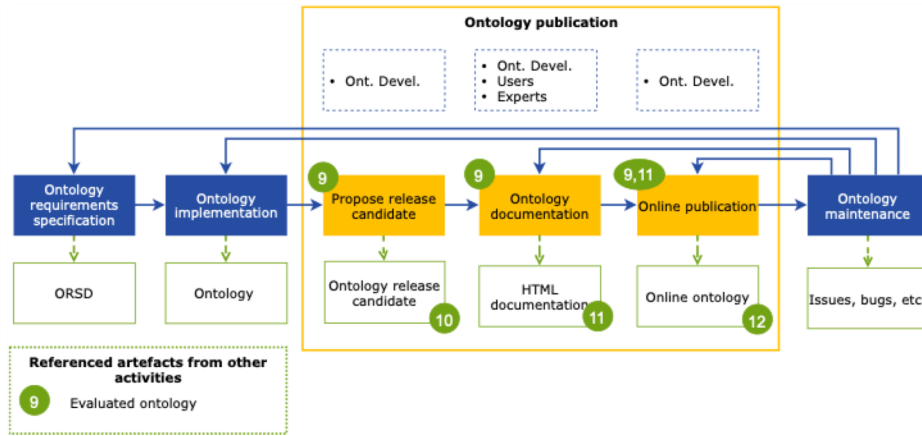 Ontology publication
• Ont. Devel.
• Ont. Devel.
• Users
• Experts
• Ont. Devel.
9
9
9,11
Ontology
requirements
specification
Ontology
implementation
Propose release
candidate
Ontology
documentation
Online publication
Ontology
maintenance
ORSD
Ontology
Ontology release
candidate
10
HTML
documentation
11
Online ontology
12
Issues, bugs, etc
Referenced artefacts from other
activities
9
Evaluated ontology